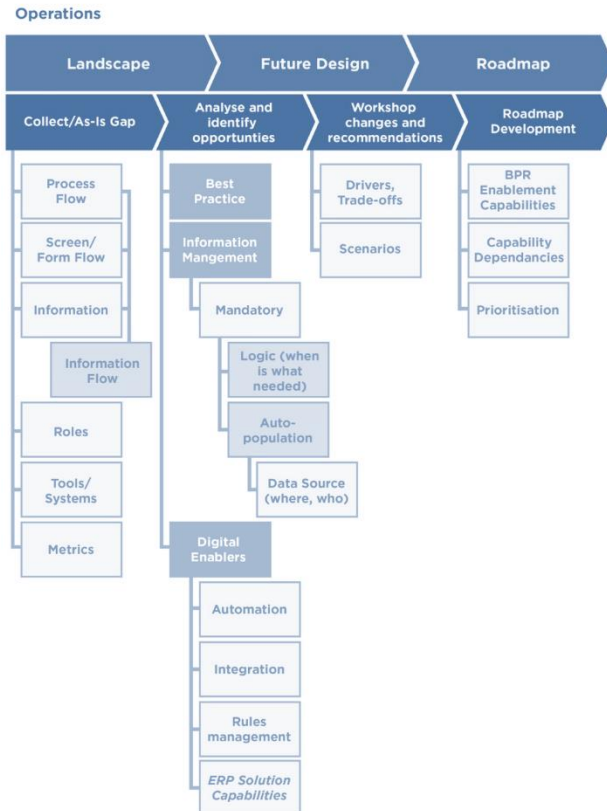 Operations
Landscape
Future Design
Roadmap
Collect/As-Is Gap
Analyse and
identify
opportunties
Workshop
changes and
recommendations
Roadmap
Development
Process
Flow
Screen/
Form Flow
Information
Information
Flow
Roles
Tools/
Systems
Metrics
Best
Practice
Information
Mangement
Mandatory
Logic (when
is what
needed)
Auto-
population
Data Source
(where, who)
Digital
Enablers
Automation
Integration
Rules
management
ERP Solution
Capabilities
Drivers,
Trade-offs
Scenarios
BPR
Enablement
Capabilities
Capability
Dependancies
Prioritisation